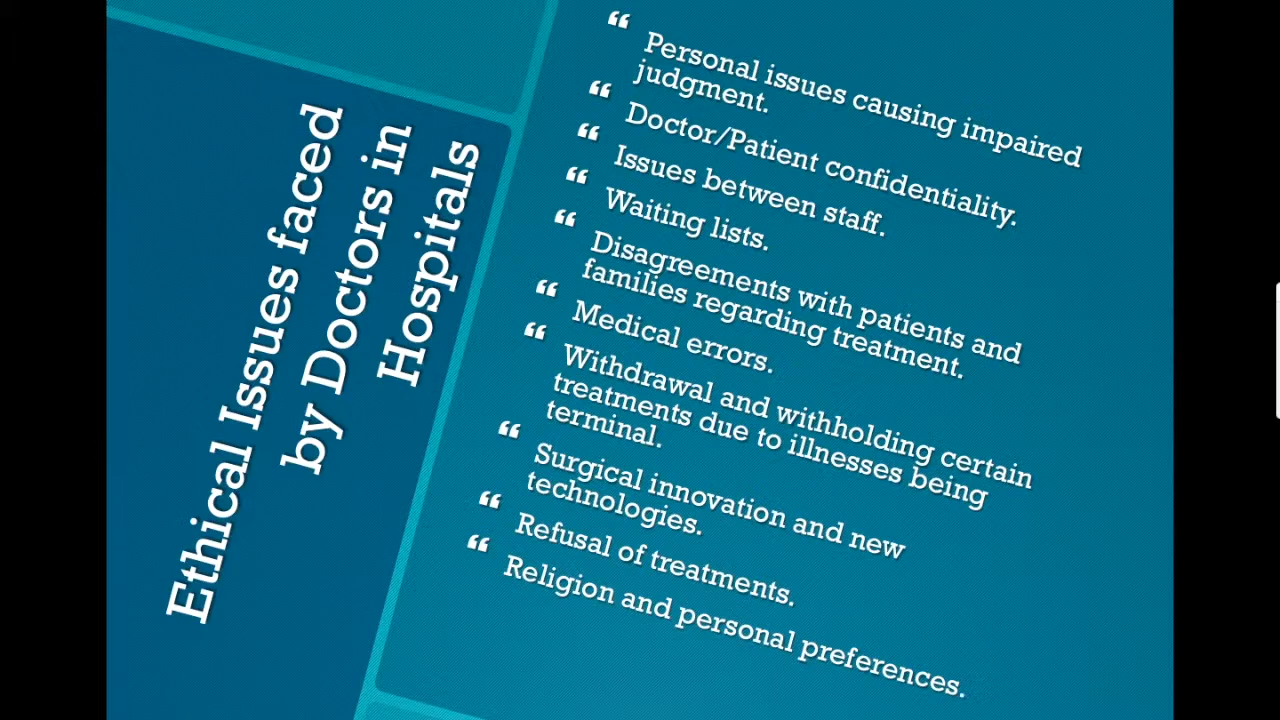 Ethical Issues faced
by Doctors in
Hospitals
“ Personal issues causing impaired
judgment.
“ Doctor/Patient confidentiality.
“ Issues between staff.
“ Waiting lists.
“ Disagreements with patients and
families regarding treatment.
“ Medical errors.
“ Withdrawal and withholding certain
treatments due to illnesses being
terminal.
“ Surgical innovation and new
technologies.
“ Refusal of treatments.
“ Religion and personal preferences.